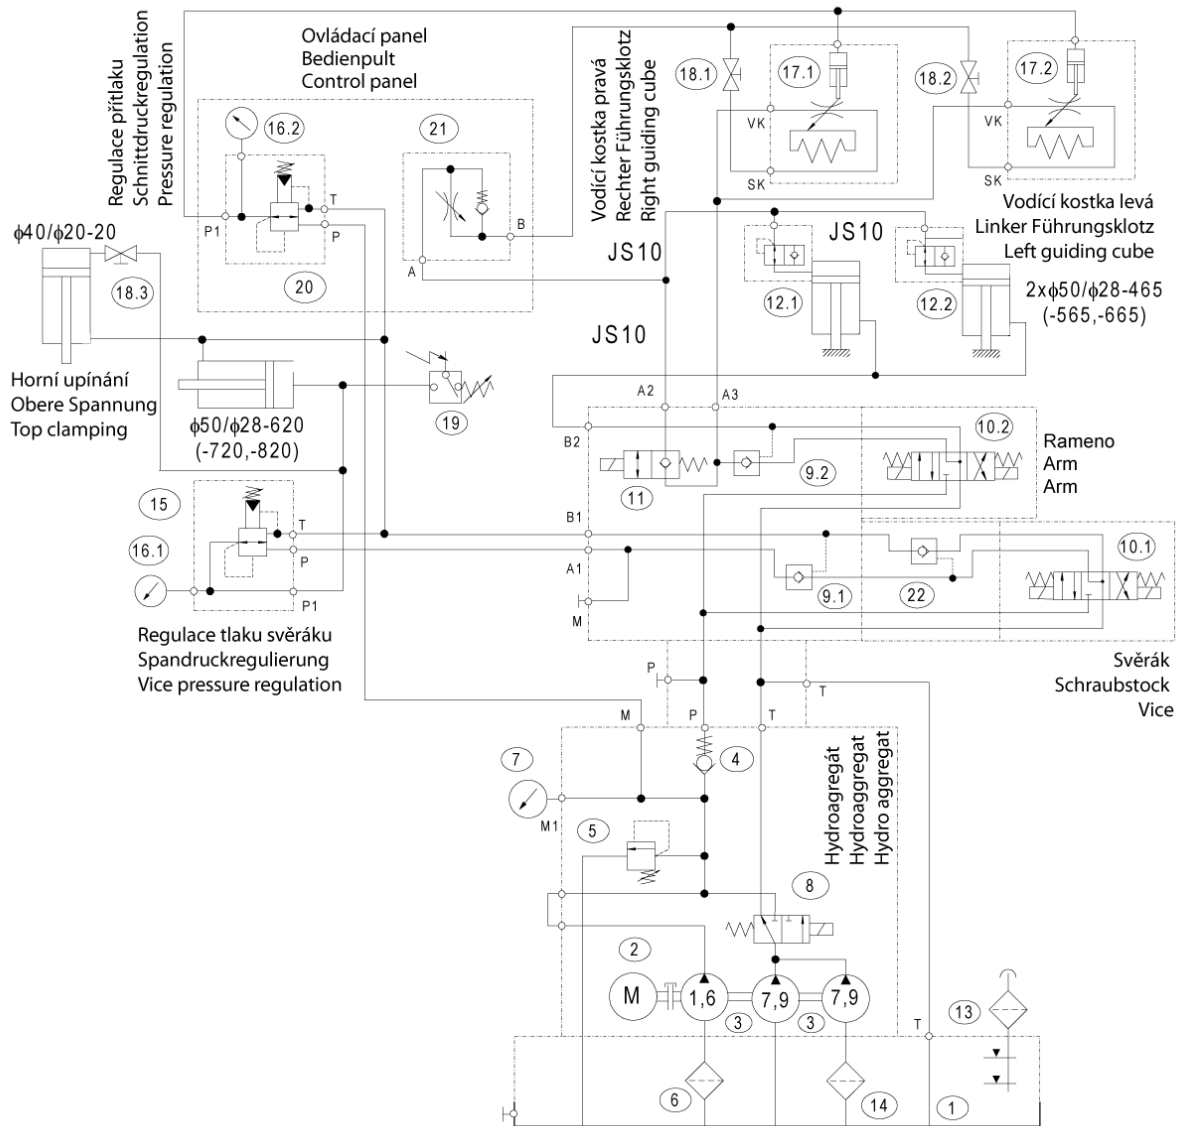 Ovládací panel
Bedienpult
Control panel
Regulace přítlaku
Schnittdruckregulation
Pressure regulation
16.2
21
T
P
P1
20
A
B
Vodící kostka pravá
Rechter Führungsklotz
Right guiding cube
18.1
17.1
VK
SK
18.2
17.2
VK
SK
Vodící kostka levá
Linker Führungsklotz
Left guiding cube
ϕ40/ϕ20-20
18.3
JS10
JS10
JS10
12.1
12.2
2xϕ50/ϕ28-465
(-565,-665)
Horní upínání
Obere Spannung
Top clamping
ϕ50/ϕ28-620
(-720,-820)
19
A2
A3
B2
11
9.2
10.2
Rameno
Arm
Arm
15
16.1
T
P
P1
B1
A1
M
9.1
22
10.1
Regulace tlaku svěráku
Spandruckregulierung
Vice pressure regulation
Svěrák
Schraubstock
Vice
P
T
M
P
T
7
M1
4
5
8
Hydroagregát
Hydroaggregat
Hydro aggregat
2
M
1,6
7,9
7,9
3
3
T
13
6
14
1